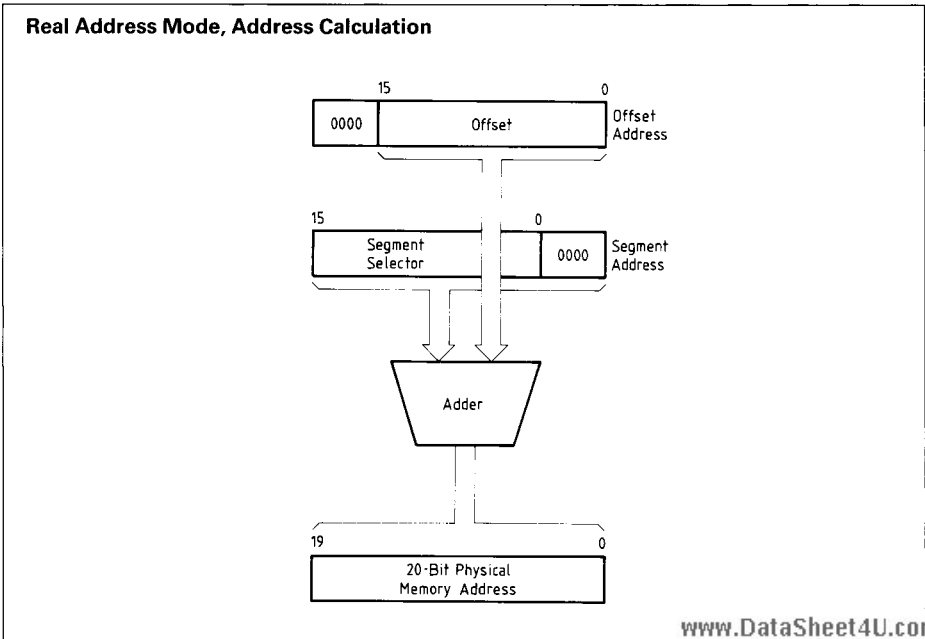 Real Address Mode, Address Calculation
15 0
0000 Offset
Offset
Address
15 0
Segment
Selector
0000
Segment
Address
Adder
19 0
20-Bit Physical
Memory Address
www.DataSheet4U.com